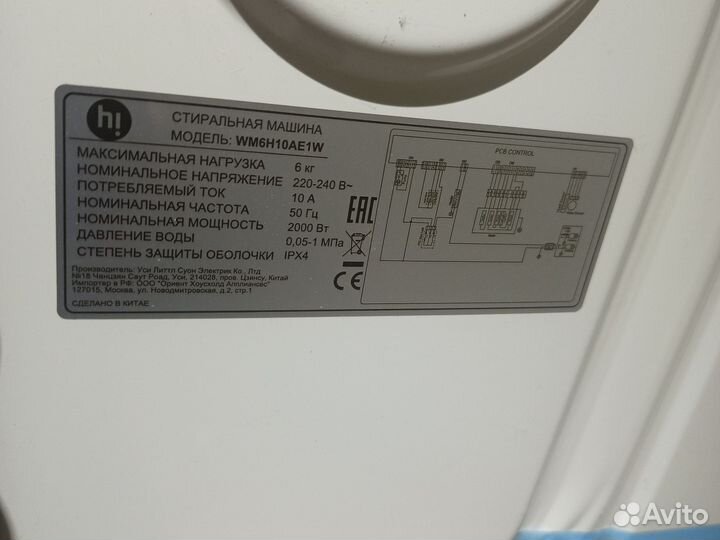 hi
СТИРАЛЬНАЯ МАШИНА
МОДЕЛЬ: WM6H10AE1W
МАКСИМАЛЬНАЯ НАГРУЗКА 6 кг
НОМИНАЛЬНОЕ НАПРЯЖЕНИЕ 220-240 В~
ПОТРЕБЛЯЕМЫЙ ТОК 10 А
НОМИНАЛЬНАЯ ЧАСТОТА 50 Гц
НОМИНАЛЬНАЯ МОЩНОСТЬ 2000 Вт
ДАВЛЕНИЕ ВОДЫ 0,05-1 МПа
СТЕПЕНЬ ЗАЩИТЫ ОБОЛОЧКИ IPX4
Производитель: Уси Литтл Суон Электрик Ко., Лтд
№18 Чанцзян Саут Роад, Уси, 214028, пров. Цзянсу, Китай
Импортер в РФ: ООО "Ориент Хоусхолд Апплиансес"
127015, Москва, ул. Новодмитровская, д.2, стр.1
СДЕЛАНО В КИТАЕ
EAC
CE
PCB CONTROL
Avito